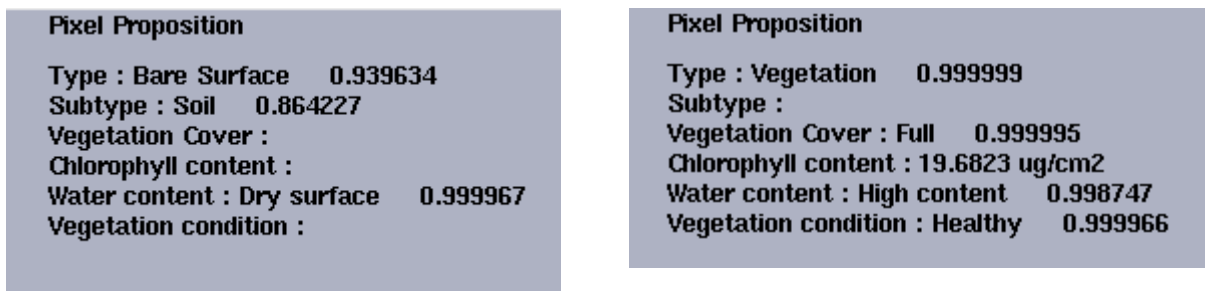 Pixel Proposition
Type : Bare Surface 0.939634
Subtype : Soil 0.864227
Vegetation Cover :
Chlorophyll content :
Water content : Dry surface 0.999967
Vegetation condition :
Pixel Proposition
Type : Vegetation 0.999999
Subtype :
Vegetation Cover : Full 0.999995
Chlorophyll content : 19.6823 ug/cm2
Water content : High content 0.998747
Vegetation condition : Healthy 0.999966